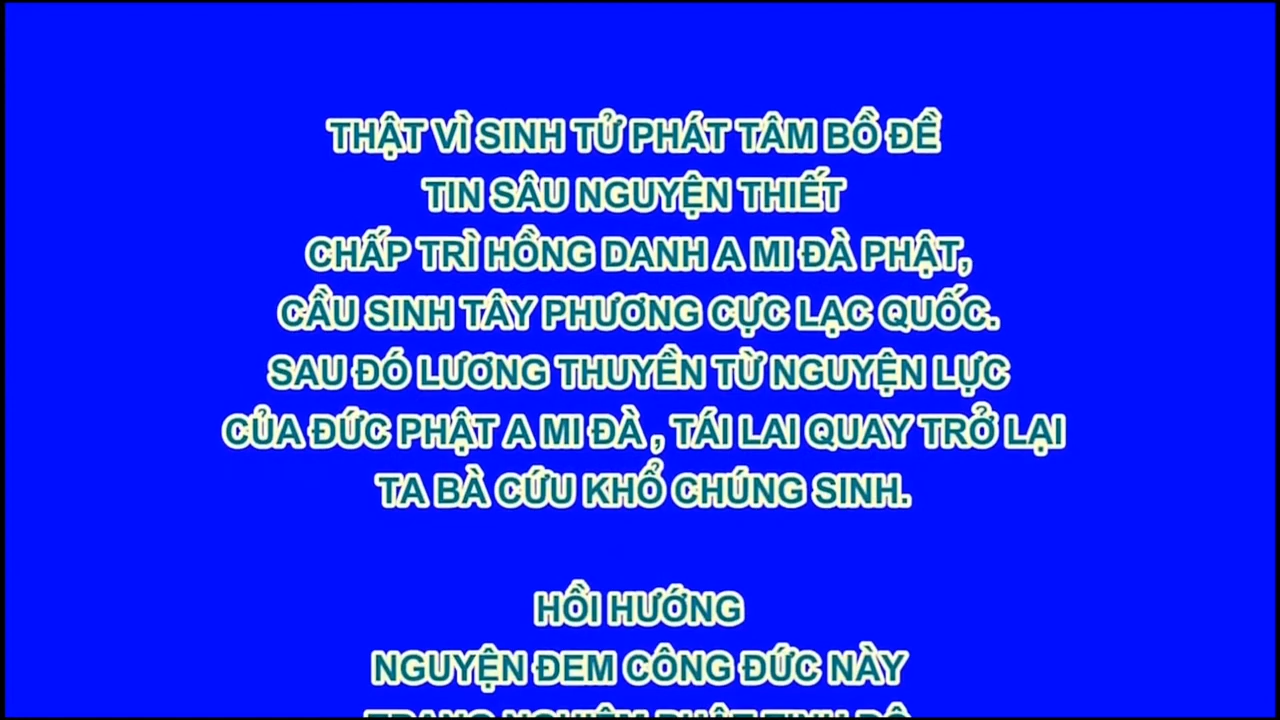 THẬT VÌ SINH TỬ PHÁT TÂM BỒ ĐỀ
TIN SÂU NGUYỆN THIẾT
CHẤP TRÌ HỒNG DANH A MI ĐÀ PHẬT,
CẦU SINH TÂY PHƯƠNG CỰC LẠC QUỐC.
SAU ĐÓ LƯƠNG THUYỀN TỪ NGUYỆN LỰC
CỦA ĐỨC PHẬT A MI ĐÀ , TÁI LAI QUAY TRỞ LẠI
TA BÀ CỨU KHỔ CHÚNG SINH.
HỒI HƯỚNG
NGUYỆN ĐEM CÔNG ĐỨC NÀY